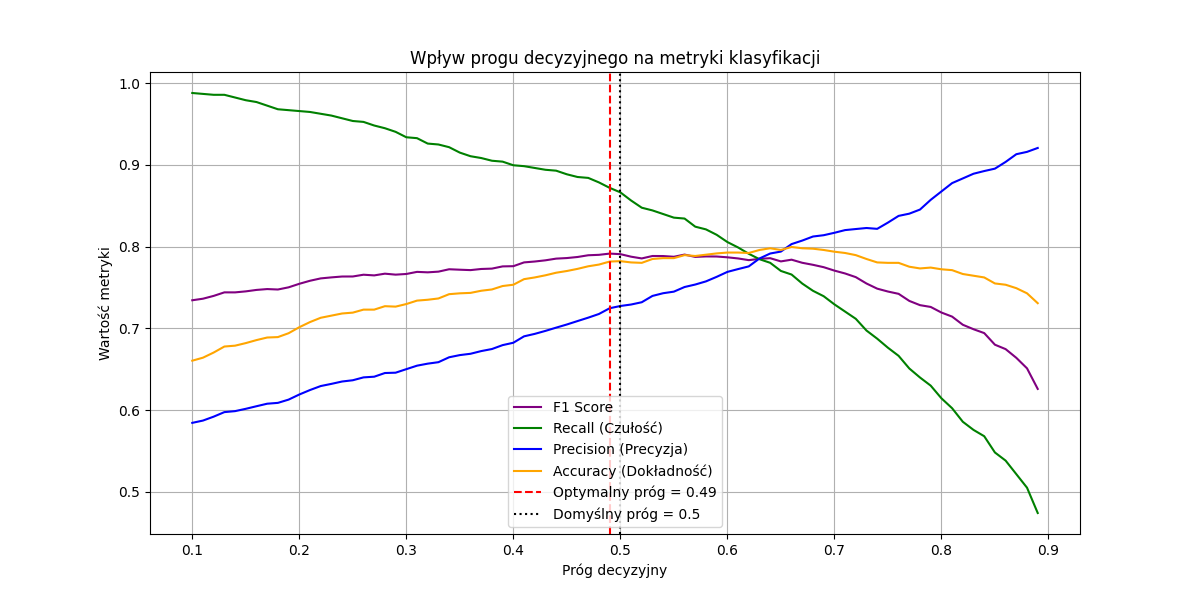 Wpływ progu decyzyjnego na metryki klasyfikacji
Wartość metryki
1.0
0.9
0.8
0.7
0.6
0.5
F1 Score
Recall (Czułość)
Precision (Precyzja)
Accuracy (Dokładność)
Optymalny próg = 0.49
Domyślny próg = 0.5
0.1 0.2 0.3 0.4 0.5 0.6 0.7 0.8 0.9
Próg decyzyjny